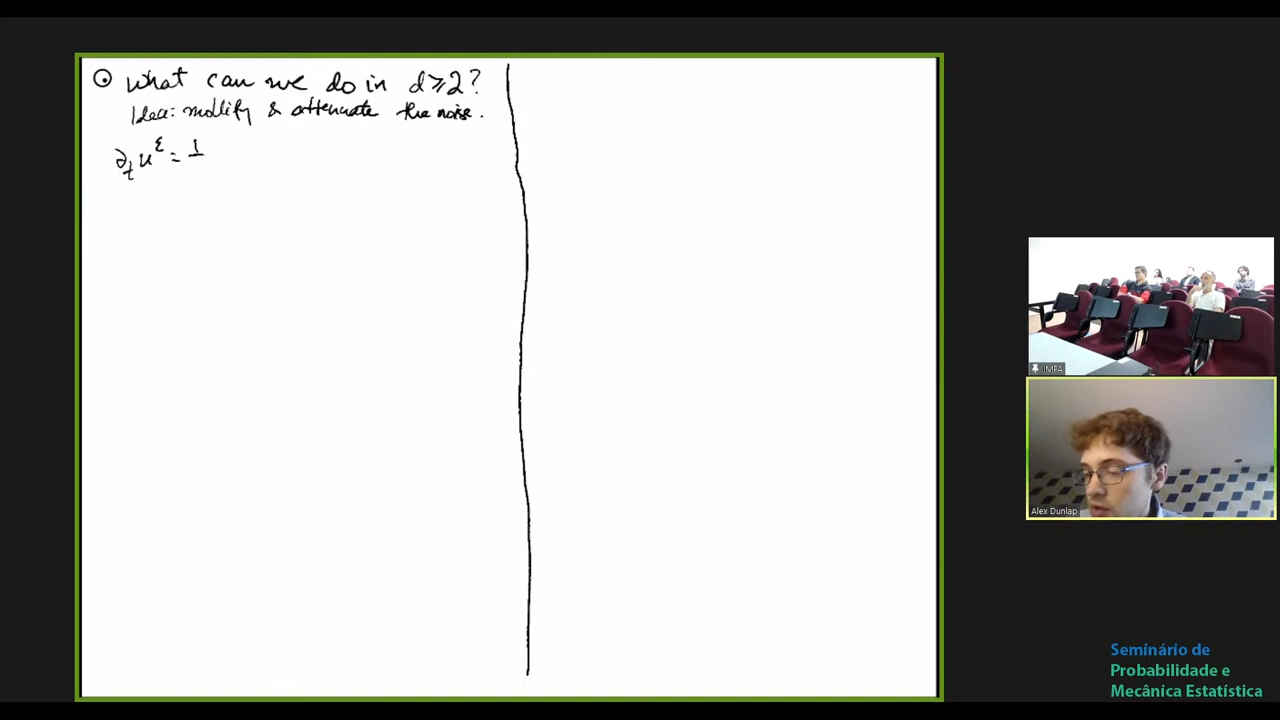 ⊙ What can we do in d≥2?
Idea: mollify & attenuate the noise.
∂ₜu^ε = 1
IMPA
Alex Dunlap
Seminário de
Probabilidade e
Mecânica Estatística